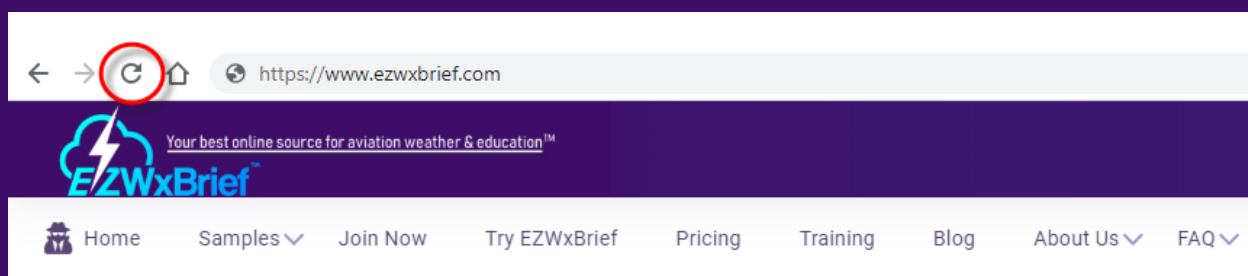 https://www.ezwxbrief.com
Your best online source for aviation weather & education™
EZWxBrief™
Home Samples Join Now Try EZWxBrief Pricing Training Blog About Us FAQ